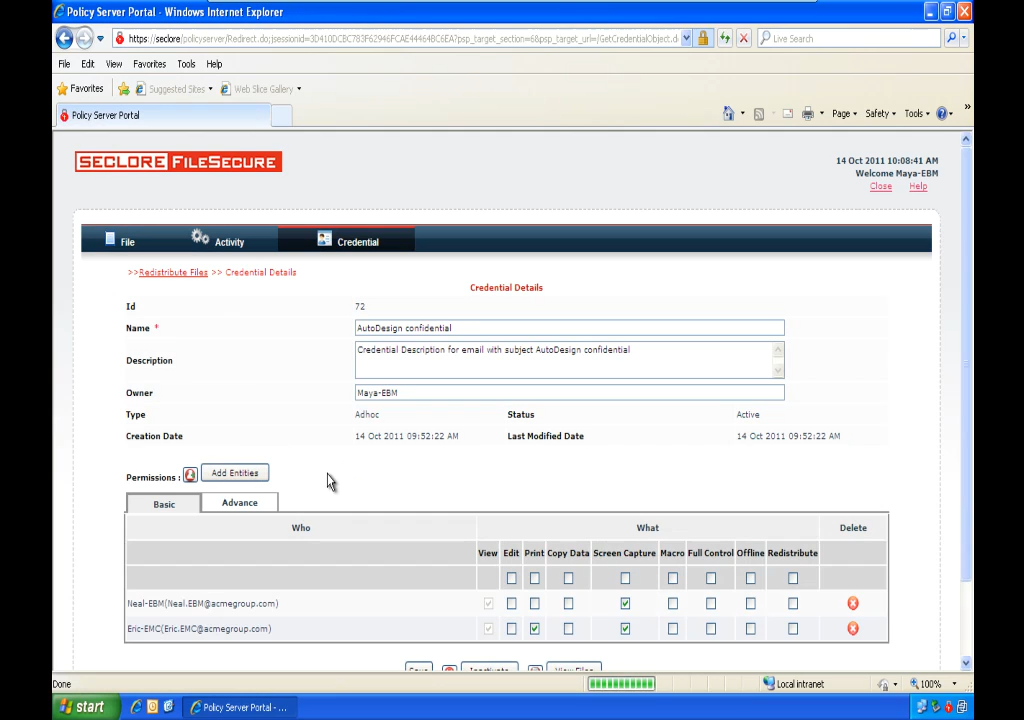 Policy Server Portal - Windows Internet Explorer
https://seclore/policyserver/Redirect.do;jsessionid=3D410DCBC783F62946FCAE44464BC6EA?psp_target_section=6&psp_target_url=/GetCredentialObject.d
Live Search
File Edit View Favorites Tools Help
Favorites Suggested Sites Web Slice Gallery
Policy Server Portal
Page Safety Tools »
SECLORE FILESECURE
14 Oct 2011 10:08:41 AM
Welcome Maya-EBM
Close Help
File Activity Credential
>>Redistribute Files >> Credential Details
Credential Details
Id 72
Name * AutoDesign confidential
Description Credential Description for email with subject AutoDesign confidential
Owner Maya-EBM
Type Adhoc Status Active
Creation Date 14 Oct 2011 09:52:22 AM Last Modified Date 14 Oct 2011 09:52:22 AM
Permissions : Add Entities
Basic Advance
Who What Delete
View Edit Print Copy Data Screen Capture Macro Full Control Offline Redistribute
Neal-EBM(Neal.EBM@acmegroup.com)
Eric-EMC(Eric.EMC@acmegroup.com)
Save Inactivate View Files
Done Local intranet 100%
start Policy Server Portal - ...